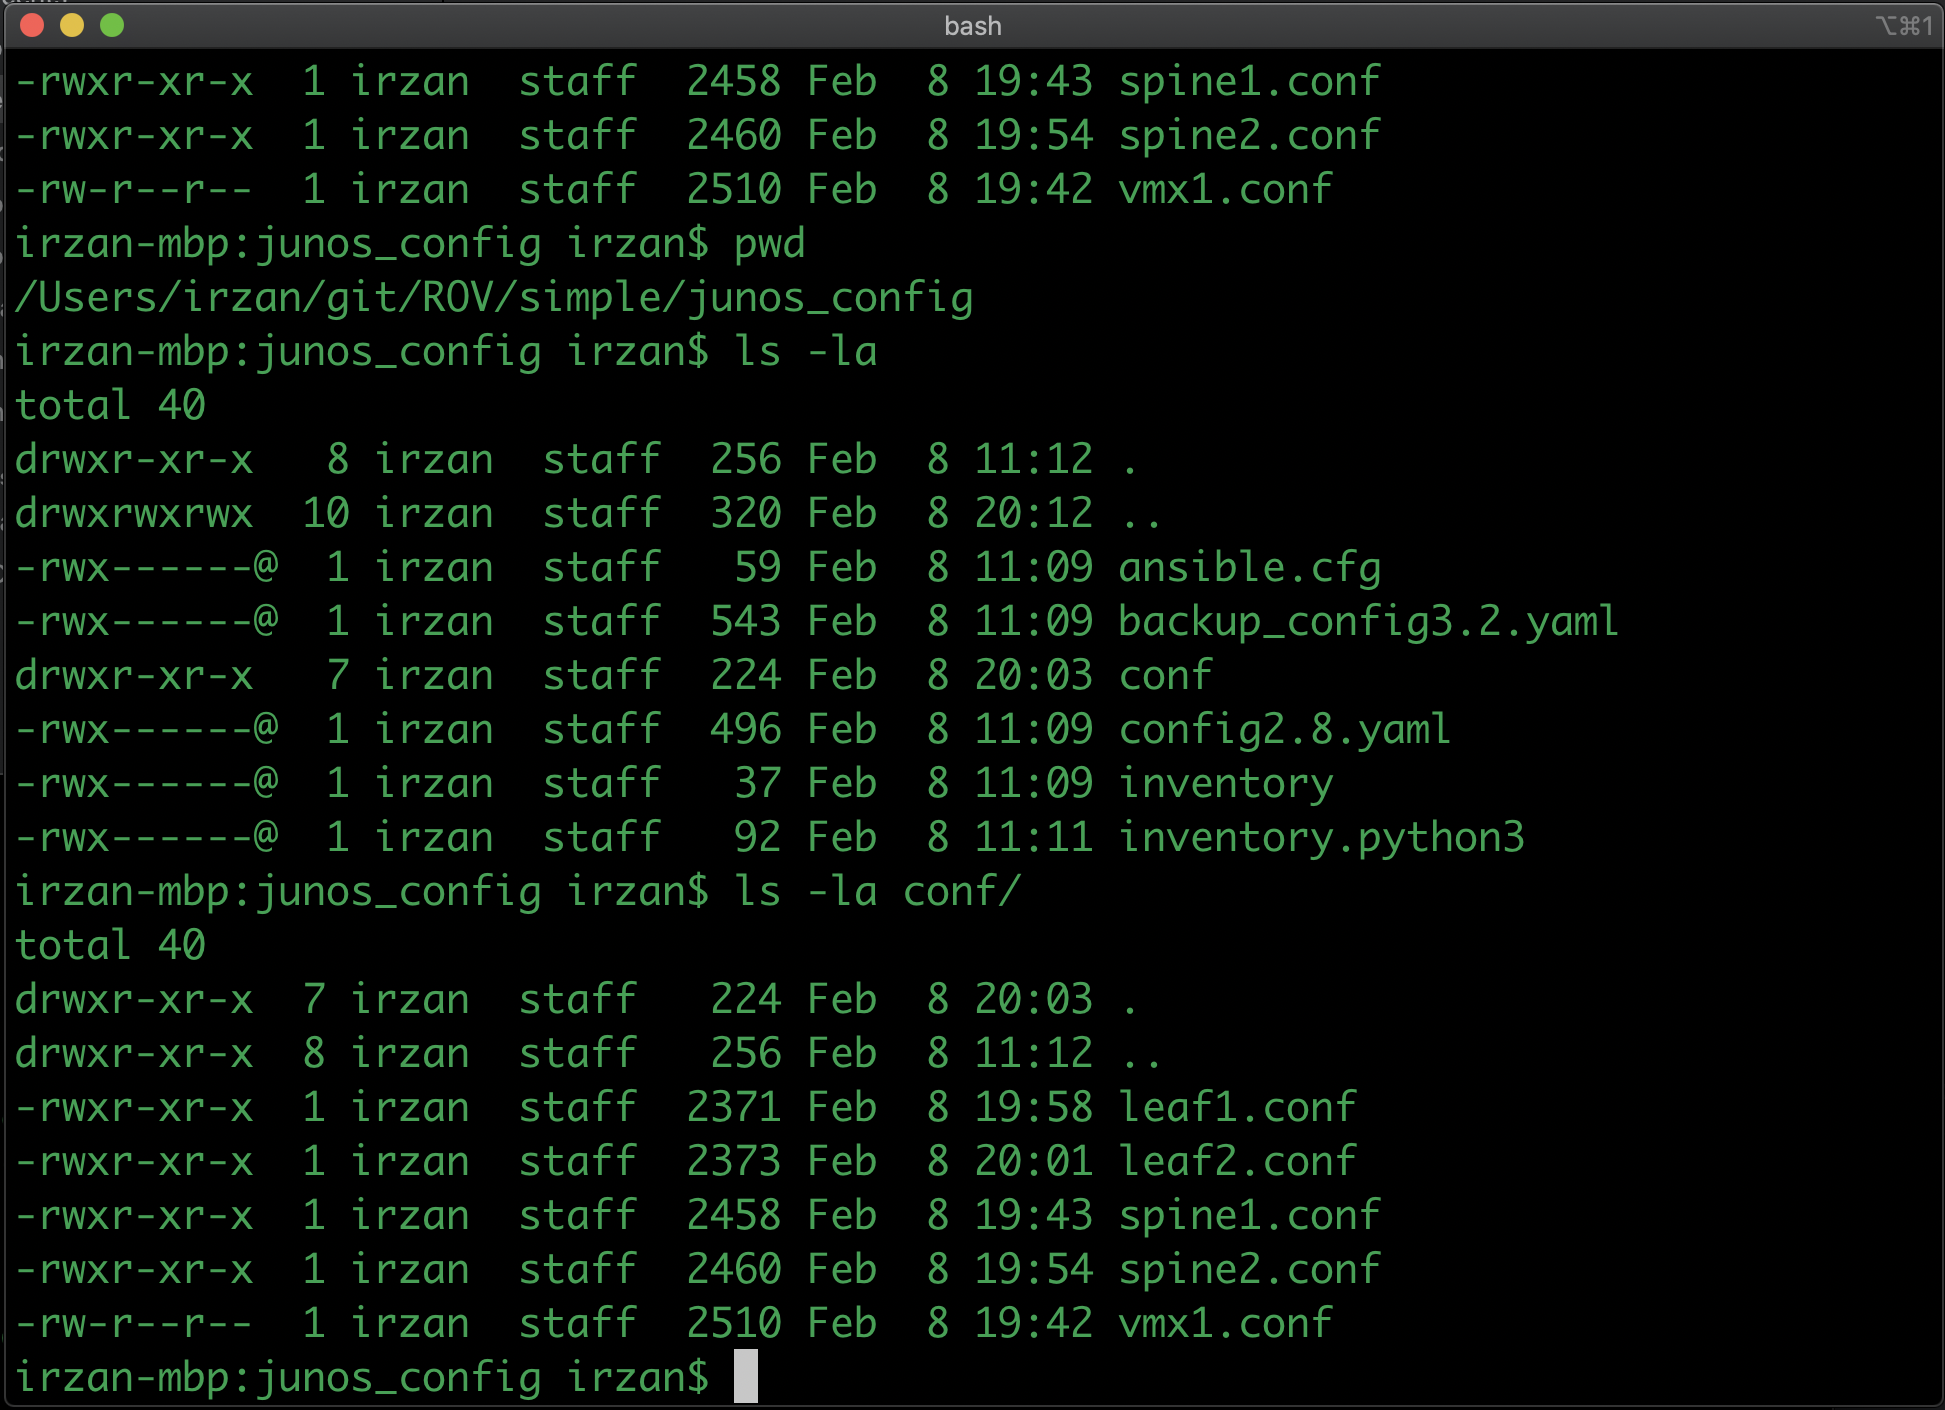 bash
⌥⌘1
-rwxr-xr-x  1 irzan  staff  2458 Feb  8 19:43 spine1.conf
-rwxr-xr-x  1 irzan  staff  2460 Feb  8 19:54 spine2.conf
-rw-r--r--  1 irzan  staff  2510 Feb  8 19:42 vmx1.conf
irzan-mbp:junos_config irzan$ pwd
/Users/irzan/git/ROV/simple/junos_config
irzan-mbp:junos_config irzan$ ls -la
total 40
drwxr-xr-x   8 irzan  staff  256 Feb  8 11:12 .
drwxrwxrwx  10 irzan  staff  320 Feb  8 20:12 ..
-rwx------@  1 irzan  staff   59 Feb  8 11:09 ansible.cfg
-rwx------@  1 irzan  staff  543 Feb  8 11:09 backup_config3.2.yaml
drwxr-xr-x   7 irzan  staff  224 Feb  8 20:03 conf
-rwx------@  1 irzan  staff  496 Feb  8 11:09 config2.8.yaml
-rwx------@  1 irzan  staff   37 Feb  8 11:09 inventory
-rwx------@  1 irzan  staff   92 Feb  8 11:11 inventory.python3
irzan-mbp:junos_config irzan$ ls -la conf/
total 40
drwxr-xr-x  7 irzan  staff   224 Feb  8 20:03 .
drwxr-xr-x  8 irzan  staff   256 Feb  8 11:12 ..
-rwxr-xr-x  1 irzan  staff  2371 Feb  8 19:58 leaf1.conf
-rwxr-xr-x  1 irzan  staff  2373 Feb  8 20:01 leaf2.conf
-rwxr-xr-x  1 irzan  staff  2458 Feb  8 19:43 spine1.conf
-rwxr-xr-x  1 irzan  staff  2460 Feb  8 19:54 spine2.conf
-rw-r--r--  1 irzan  staff  2510 Feb  8 19:42 vmx1.conf
irzan-mbp:junos_config irzan$